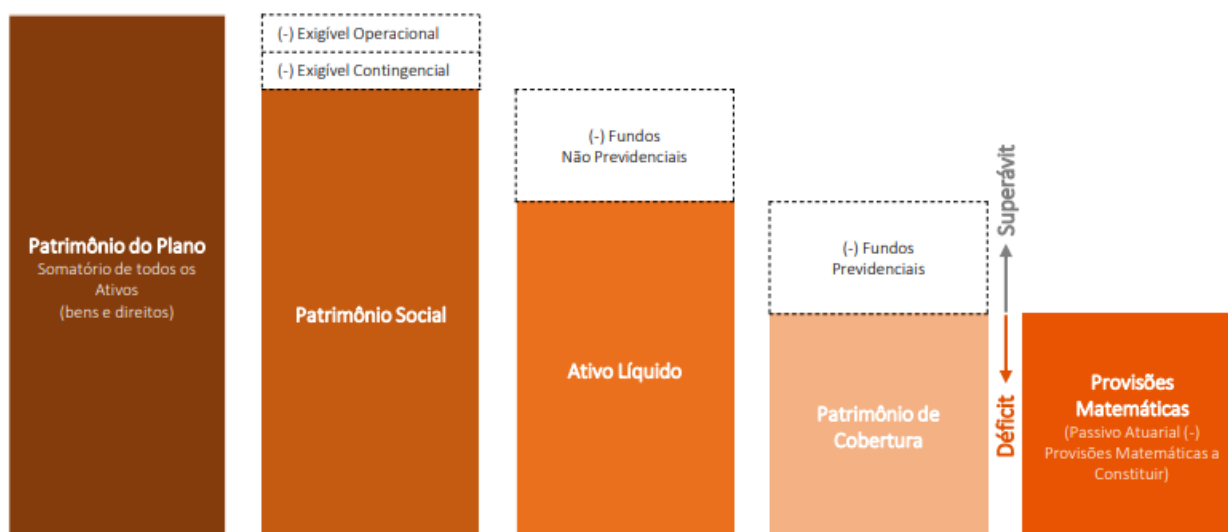 Patrimônio do Plano
Somatório de todos os
Ativos
(bens e direitos)
(-) Exigível Operacional
(-) Exigível Contingencial
Patrimônio Social
(-) Fundos
Não Previdenciais
Ativo Líquido
(-) Fundos
Previdenciais
Patrimônio de
Cobertura
Superávit
Déficit
Provisões
Matemáticas
(Passivo Atuarial (-)
Provisões Matemáticas a
Constituir)